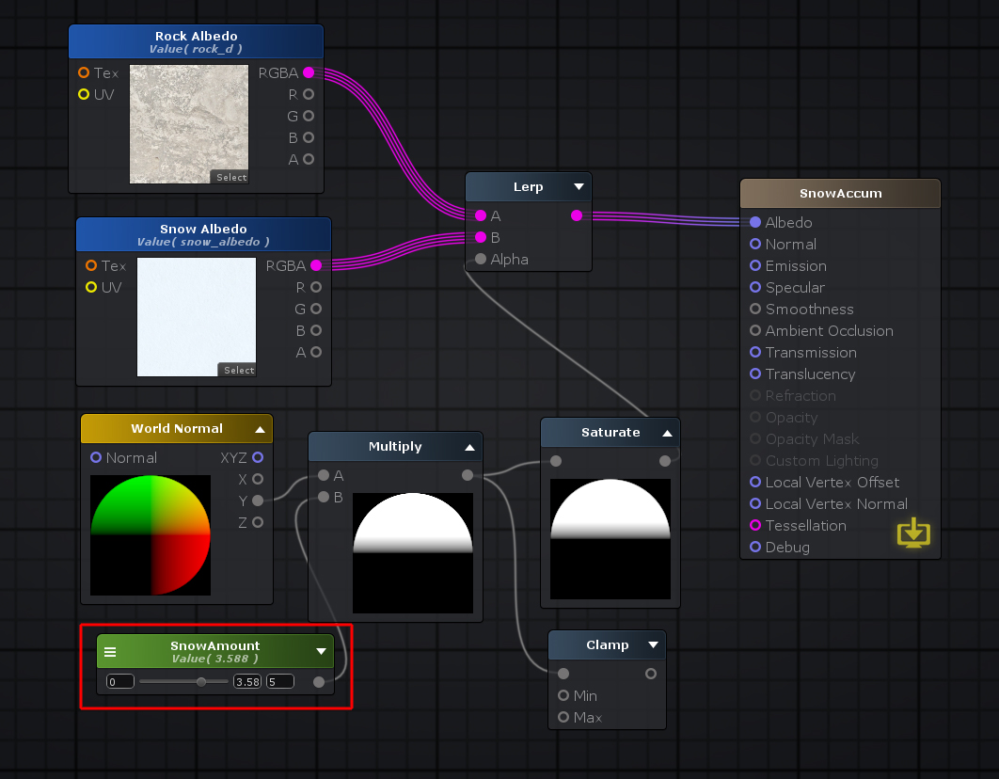 Rock Albedo
Value( rock_d )
Tex
RGBA
UV
R
G
B
A
Select
Snow Albedo
Value( snow_albedo )
Tex
RGBA
UV
R
G
B
A
Select
Lerp
A
B
Alpha
SnowAccum
Albedo
Normal
Emission
Specular
Smoothness
Ambient Occlusion
Transmission
Translucency
Refraction
Opacity
Opacity Mask
Custom Lighting
Local Vertex Offset
Local Vertex Normal
Tessellation
Debug
World Normal
Normal
XYZ
X
Y
Z
Multiply
A
B
Saturate
SnowAmount
Value( 3.588 )
0
3.58
5
Clamp
Min
Max